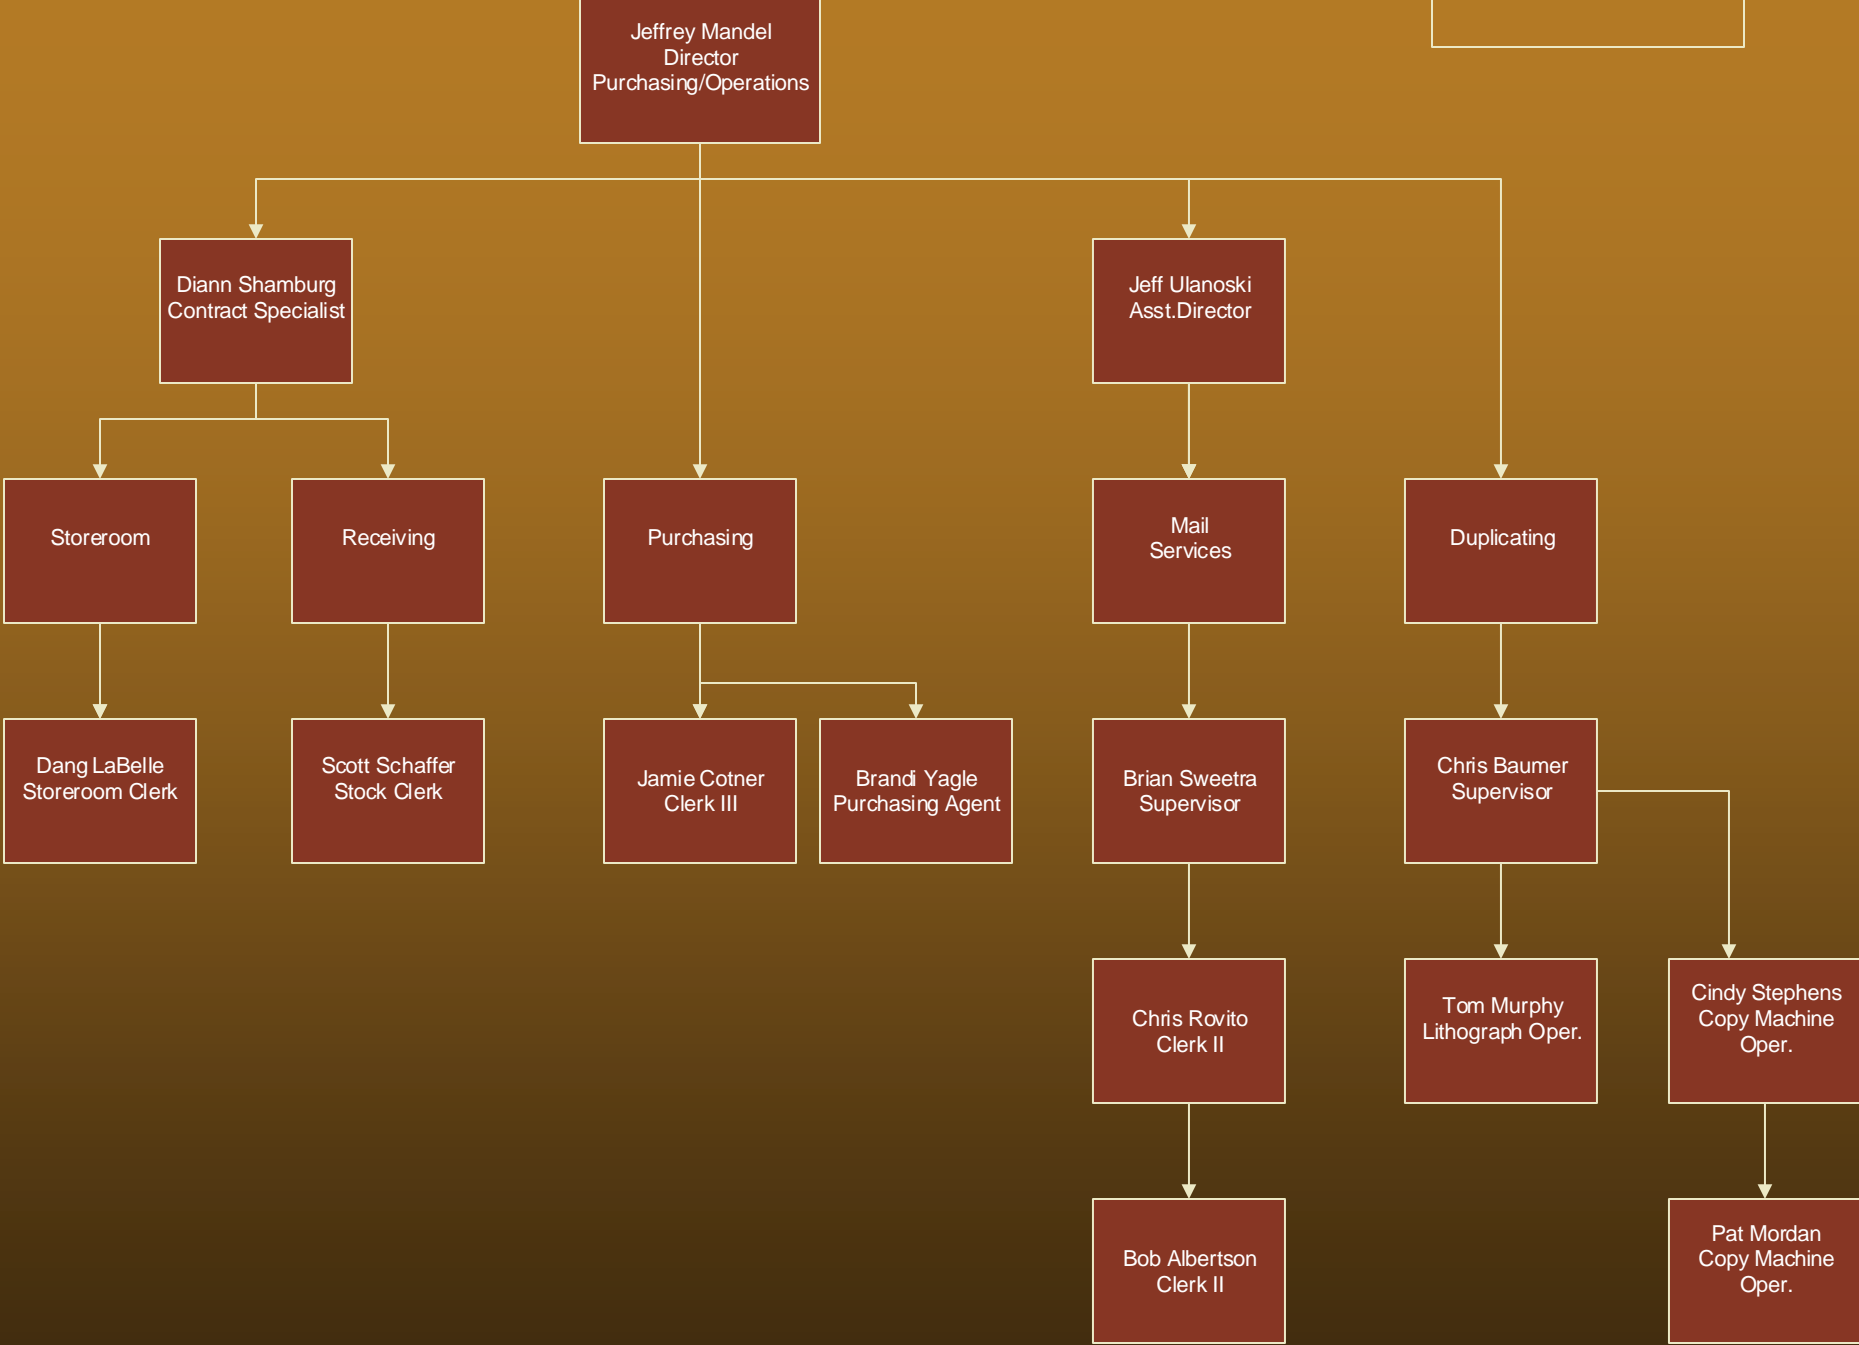 Jeffrey Mandel
Director
Purchasing/Operations
Diann Shamburg
Contract Specialist
Jeff Ulanoski
Asst.Director
Storeroom
Receiving
Purchasing
Mail
Services
Duplicating
Dang LaBelle
Storeroom Clerk
Scott Schaffer
Stock Clerk
Jamie Cotner
Clerk III
Brandi Yagle
Purchasing Agent
Brian Sweetra
Supervisor
Chris Baumer
Supervisor
Chris Rovito
Clerk II
Tom Murphy
Lithograph Oper.
Cindy Stephens
Copy Machine
Oper.
Bob Albertson
Clerk II
Pat Mordan
Copy Machine
Oper.